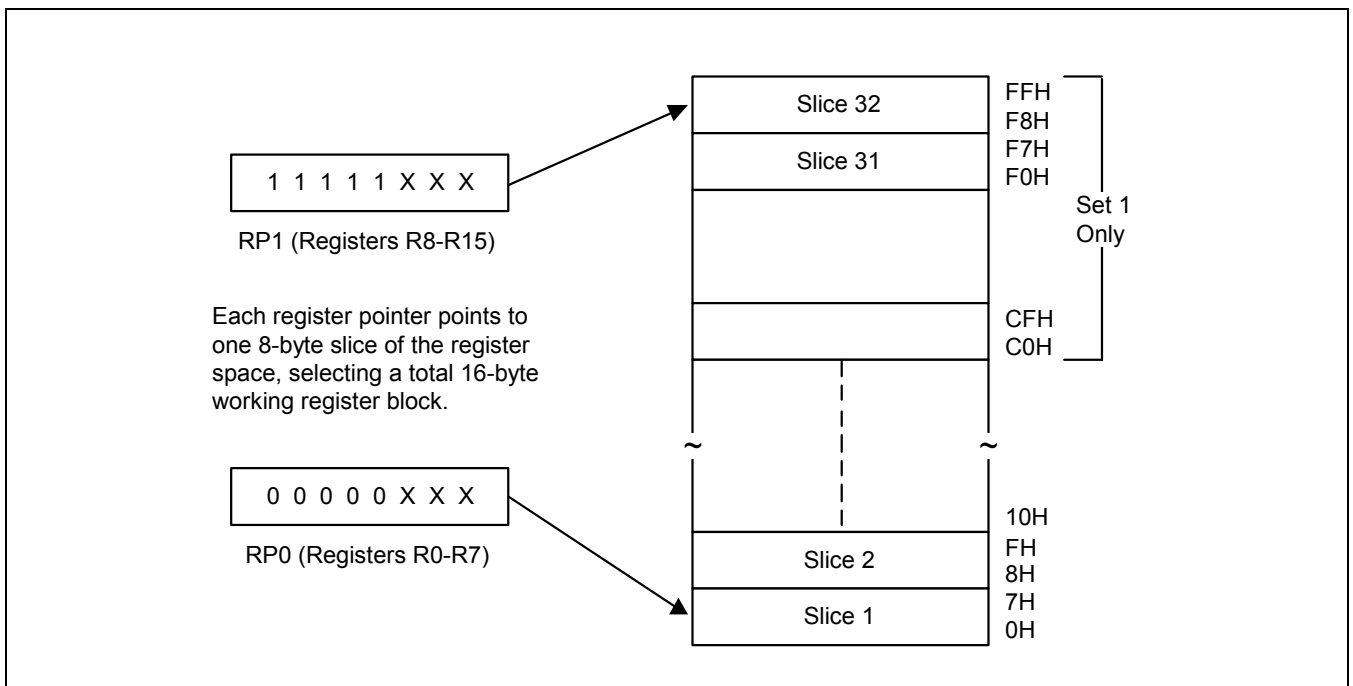 1 1 1 1 1 X X X
RP1 (Registers R8-R15)
Each register pointer points to
one 8-byte slice of the register
space, selecting a total 16-byte
working register block.
0 0 0 0 0 X X X
RP0 (Registers R0-R7)
Slice 32
Slice 31
~
~
Slice 2
Slice 1
FFH
F8H
F7H
F0H
CFH
C0H
10H
FH
8H
7H
0H
Set 1
Only